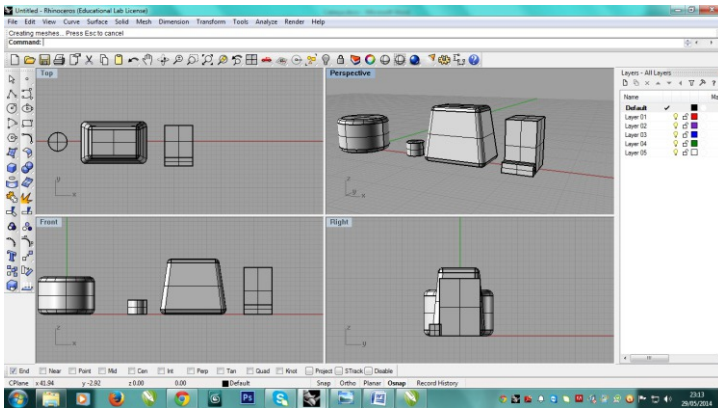 Untitled - Rhinoceros (Educational Lab License)
File Edit View Curve Surface Solid Mesh Dimension Transform Tools Analyze Render Help
Creating meshes... Press Esc to cancel
Command:
Top
Perspective
Layers - All Layers
Name
Default
Layer 01
Layer 02
Layer 03
Layer 04
Layer 05
y
x
z
y
x
Front
Right
z
x
z
y
End Near Point Mid Cen Int Perp Tan Quad Knot Project STrack Disable
CPlane x 41.94 y -2.92 z 0.00 0.00 Default Snap Ortho Planar Osnap Record History
Ps
PT
23:13
29/05/2014